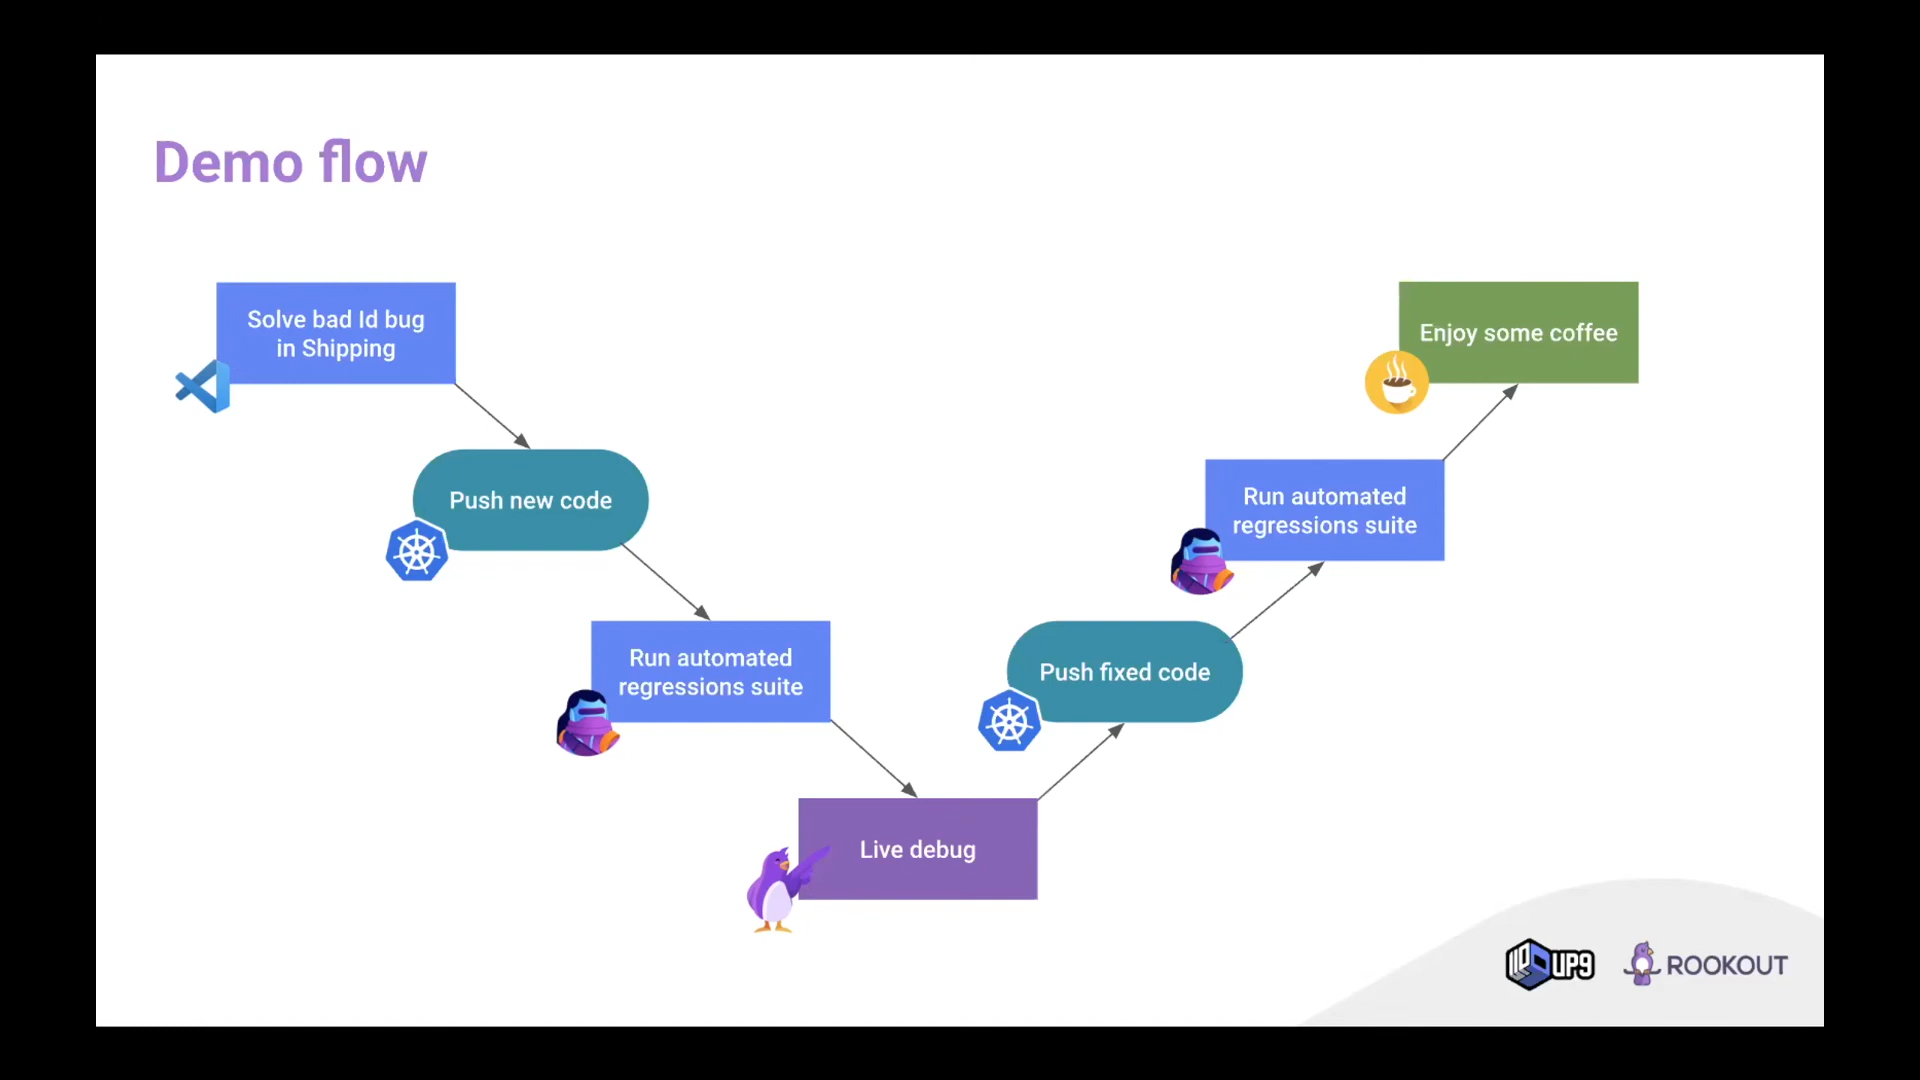 Demo flow
Solve bad Id bug
in Shipping
Push new code
Run automated
regressions suite
Live debug
Push fixed code
Run automated
regressions suite
Enjoy some coffee
UP9
ROOKOUT